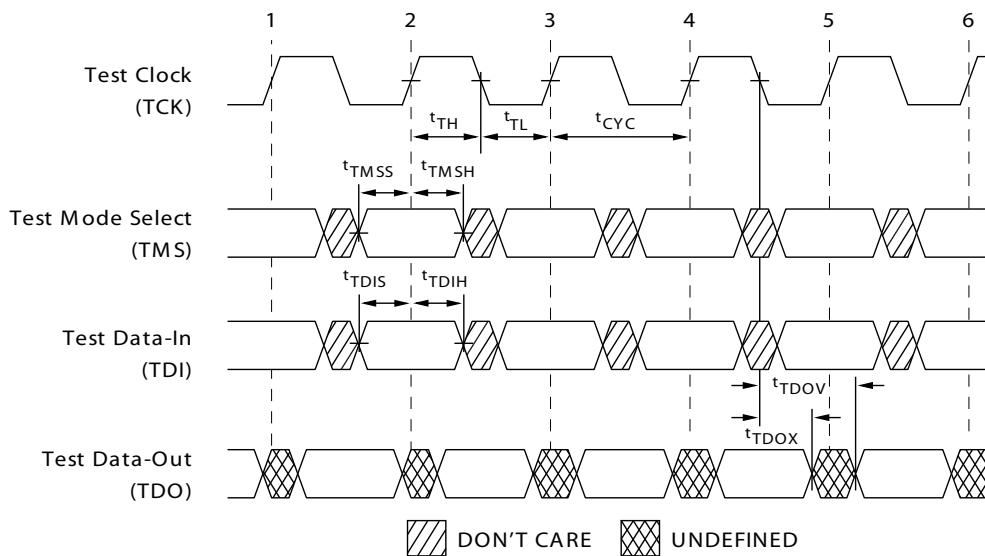 1 2 3 4 5 6
Test Clock
(TCK)
tTH tTL tCYC
tTMSS tTMSH
Test Mode Select
(TMS)
tTDIS tTDIH
Test Data-In
(TDI)
tTDOV
tTDOX
Test Data-Out
(TDO)
DON'T CARE UNDEFINED